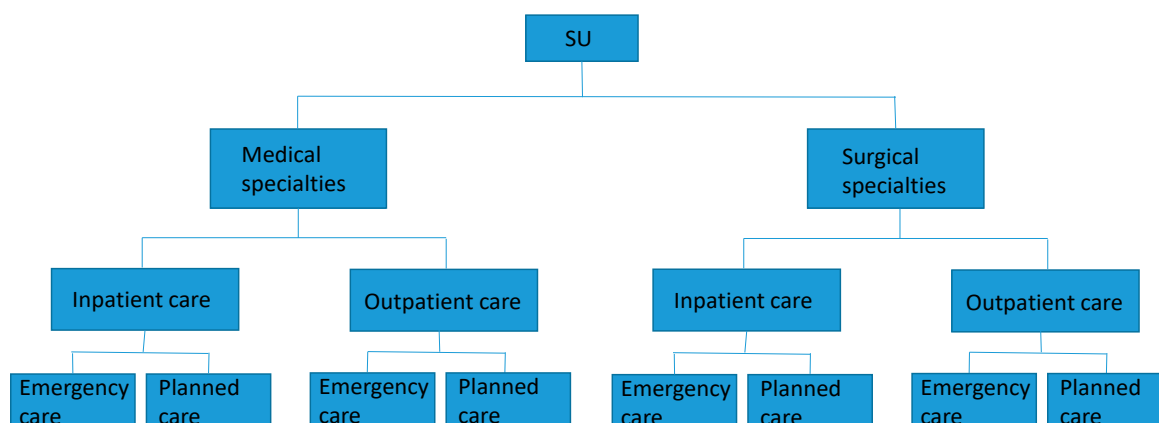 SU
Medical
specialties
Surgical
specialties
Inpatient care
Outpatient care
Inpatient care
Outpatient care
Emergency
care
Planned
care
Emergency
care
Planned
care
Emergency
care
Planned
care
Emergency
care
Planned
care